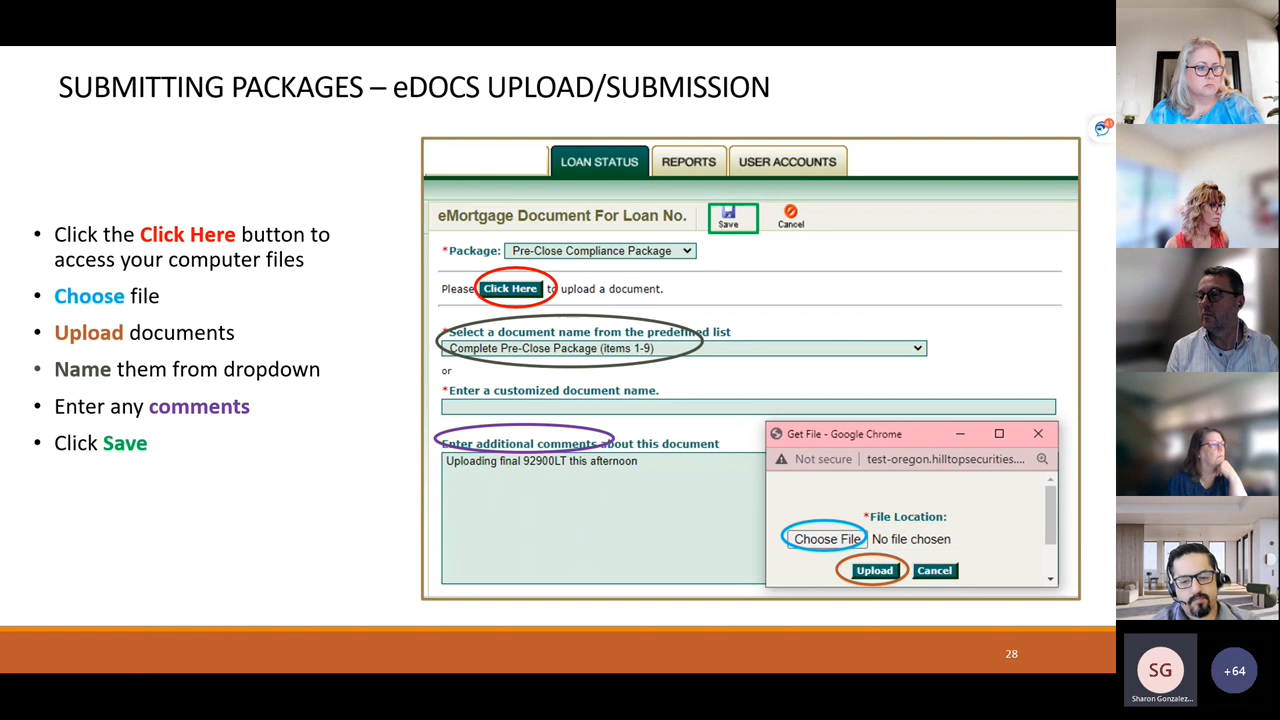 SUBMITTING PACKAGES – eDOCS UPLOAD/SUBMISSION
• Click the Click Here button to
access your computer files
• Choose file
• Upload documents
• Name them from dropdown
• Enter any comments
• Click Save
LOAN STATUS
REPORTS
USER ACCOUNTS
eMortgage Document For Loan No.
Save
Cancel
*Package: Pre-Close Compliance Package
Please Click Here to upload a document.
*Select a document name from the predefined list
Complete Pre-Close Package (items 1-9)
or
*Enter a customized document name.
Enter additional comments about this document
Uploading final 92900LT this afternoon
Get File - Google Chrome
Not secure | test-oregon.hilltopsecurities....
*File Location:
Choose File No file chosen
Upload Cancel
28
SG
Sharon Gonzalez...
+64